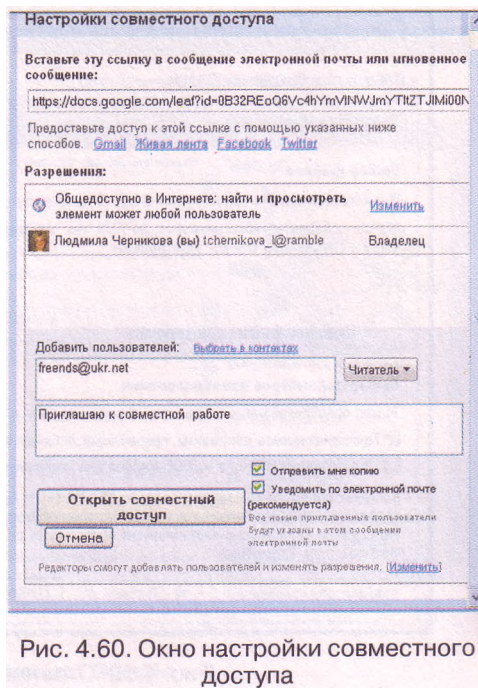 Настройки совместного доступа
Вставьте эту ссылку в сообщение электронной почты или мгновенное
сообщение:
https://docs.google.com/leaf?id=0B32REoQ6Vc4hYmVlNWJmYTItZTJlMi00N
Предоставьте доступ к этой ссылке с помощью указанных ниже
способов. Gmail Живая лента Facebook Twitter
Разрешения:
Общедоступно в Интернете: найти и просмотреть
элемент может любой пользователь Изменить
Людмила Черникова (вы) tchernikova_l@ramble Владелец
Добавить пользователей: Выбрать в контактах
freends@ukr.net Читатель
Приглашаю к совместной работе
Отправить мне копию
Уведомить по электронной почте
(рекомендуется)
Все новые приглашенные пользователи
будут указаны в этом сообщении
электронной почты
Открыть совместный
доступ
Отмена
Редакторы смогут добавлять пользователей и изменять разрешения. [Изменить]
Рис. 4.60. Окно настройки совместного
доступа